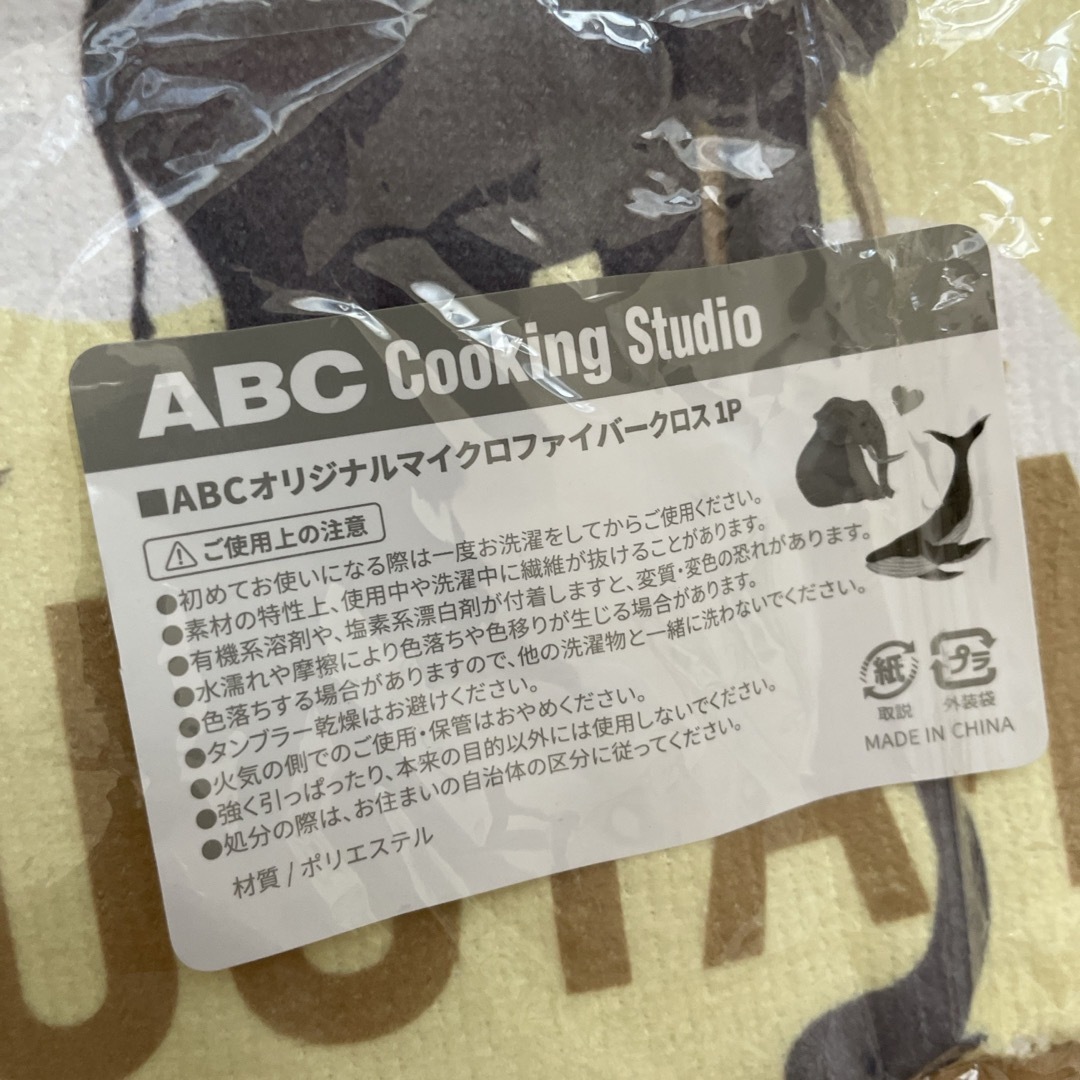 ABC Cooking Studio
■ABCオリジナルマイクロファイバークロス 1P
ご使用上の注意
●初めてお使いになる際は一度お洗濯をしてからご使用ください。
●素材の特性上、使用中や洗濯中に繊維が抜けることがあります。
●有機系溶剤や、塩素系漂白剤が付着しますと、変質・変色の恐れがあります。
●水濡れや摩擦により色落ちや色移りが生じる場合があります。
●色落ちする場合がありますので、他の洗濯物と一緒に洗わないでください。
●タンブラー乾燥はお避けください。
●火気の側でのご使用・保管はおやめください。
●強く引っぱったり、本来の目的以外には使用しないでください。
●処分の際は、お住まいの自治体の区分に従ってください。
材質 / ポリエステル
紙
取説
プラ
外装袋
MADE IN CHINA